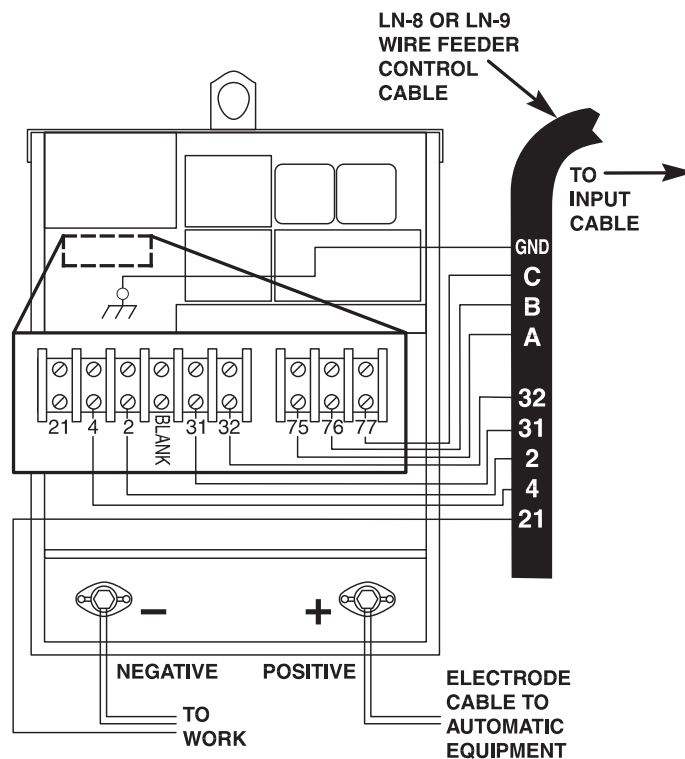 LN-8 OR LN-9
WIRE FEEDER
CONTROL
CABLE
TO
INPUT
CABLE
GND
C
B
A
32
31
2
4
21
21 4 2 BLANK 31 32 75 76 77
− +
NEGATIVE POSITIVE
TO
WORK
ELECTRODE
CABLE TO
AUTOMATIC
EQUIPMENT